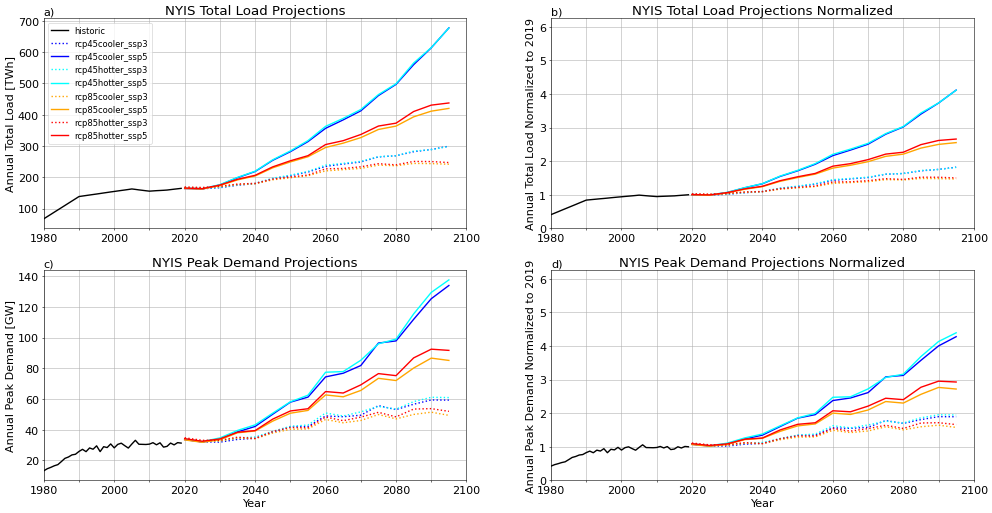 a)
NYIS Total Load Projections
Annual Total Load [TWh]
700
600
500
400
300
200
100
historic
rcp45cooler_ssp3
rcp45cooler_ssp5
rcp45hotter_ssp3
rcp45hotter_ssp5
rcp85cooler_ssp3
rcp85cooler_ssp5
rcp85hotter_ssp3
rcp85hotter_ssp5
1980 2000 2020 2040 2060 2080 2100
b)
NYIS Total Load Projections Normalized
Annual Total Load Normalized to 2019
6
5
4
3
2
1
0
1980 2000 2020 2040 2060 2080 2100
c)
NYIS Peak Demand Projections
Annual Peak Demand [GW]
140
120
100
80
60
40
20
1980 2000 2020 2040 2060 2080 2100
Year
d)
NYIS Peak Demand Projections Normalized
Annual Peak Demand Normalized to 2019
6
5
4
3
2
1
0
1980 2000 2020 2040 2060 2080 2100
Year